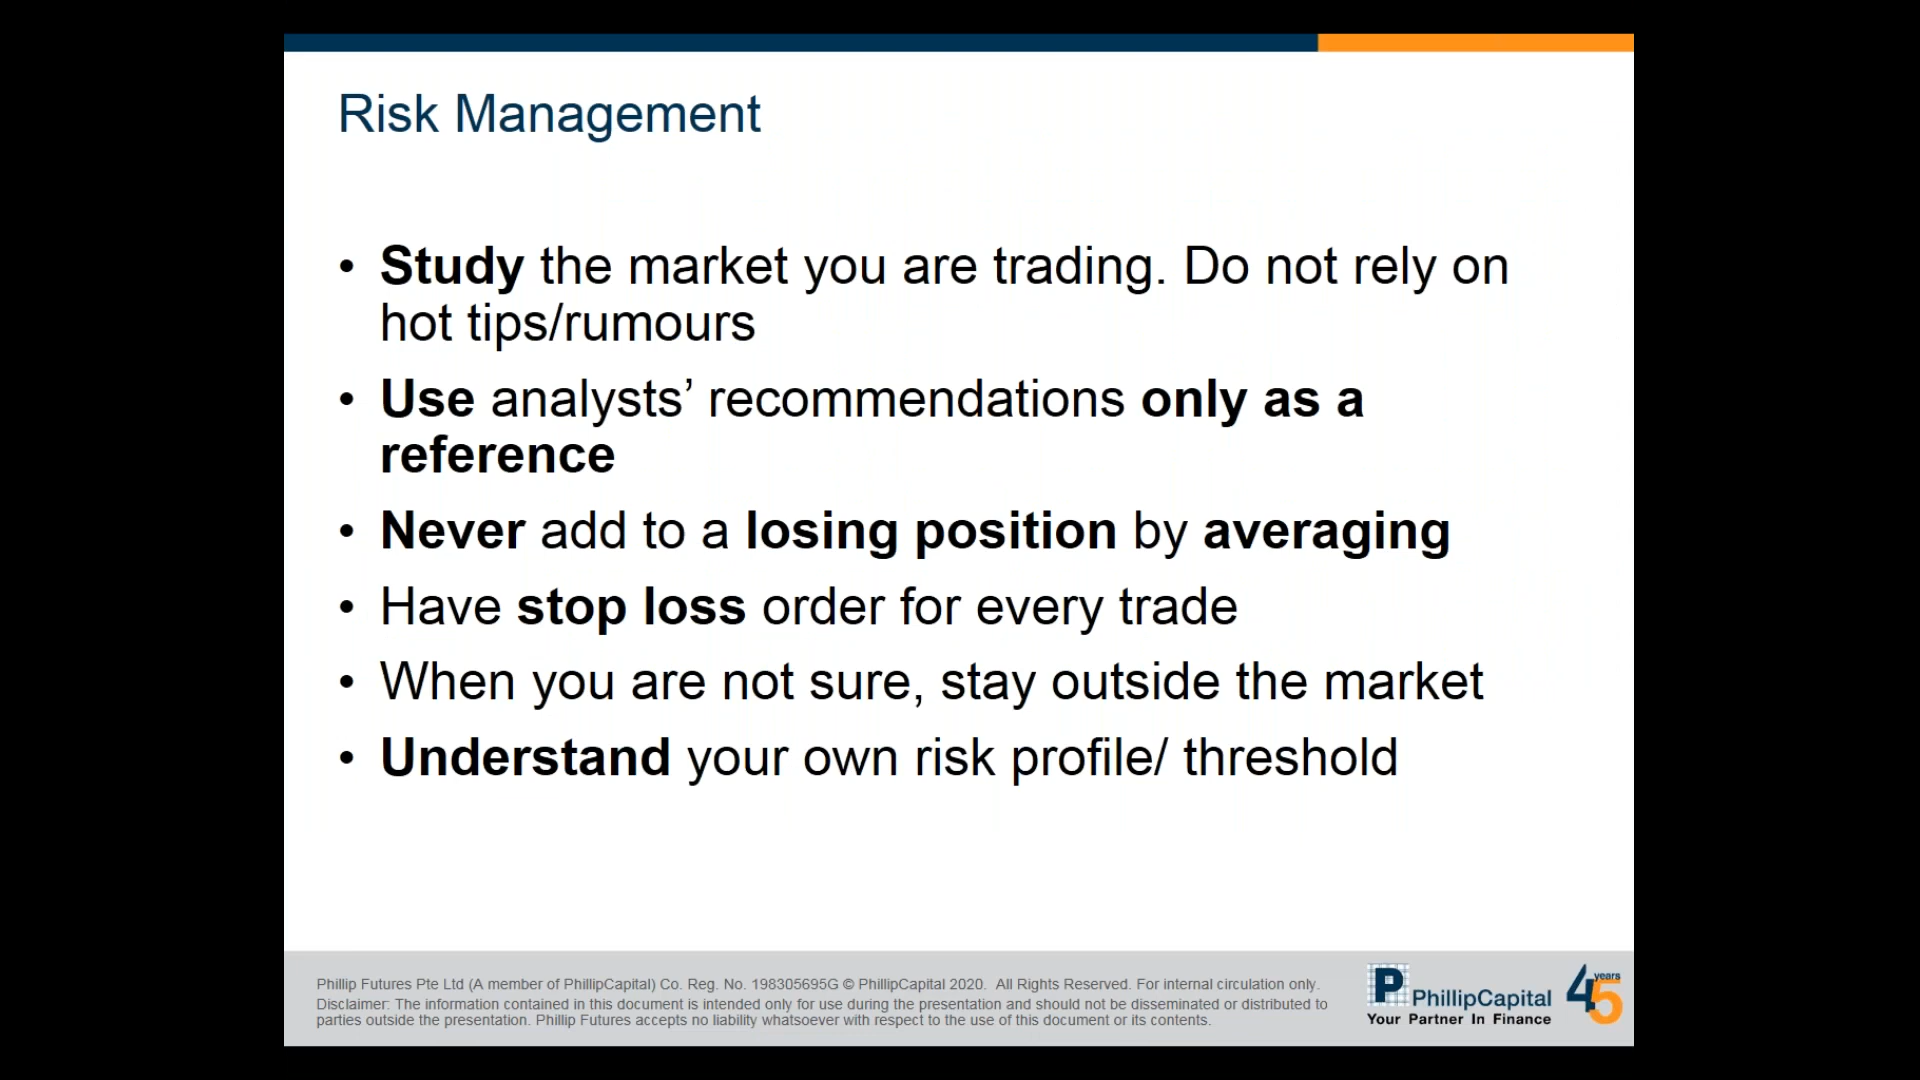 Risk Management
• Study the market you are trading. Do not rely on
hot tips/rumours
• Use analysts’ recommendations only as a
reference
• Never add to a losing position by averaging
• Have stop loss order for every trade
• When you are not sure, stay outside the market
• Understand your own risk profile/ threshold
Phillip Futures Pte Ltd (A member of PhillipCapital) Co. Reg. No. 198305695G © PhillipCapital 2020.  All Rights Reserved. For internal circulation only.
Disclaimer: The information contained in this document is intended only for use during the presentation and should not be disseminated or distributed to
parties outside the presentation. Phillip Futures accepts no liability whatsoever with respect to the use of this document or its contents.
P PhillipCapital
Your Partner In Finance
45 years